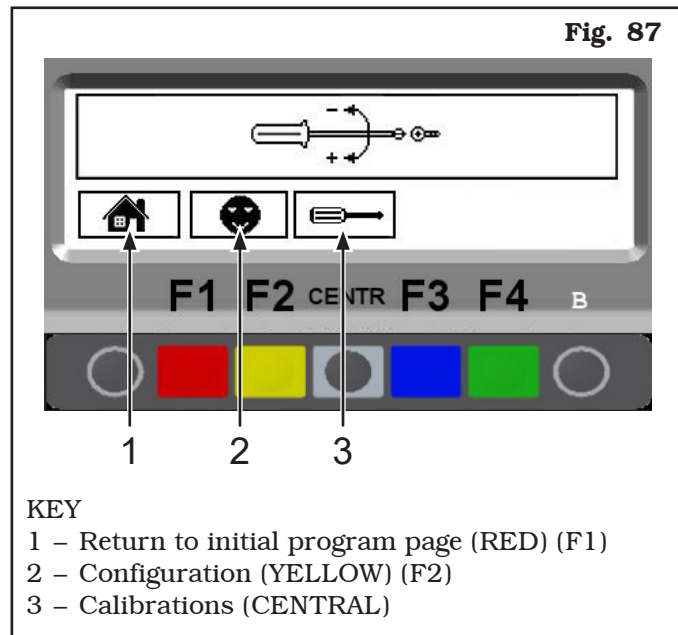 Fig. 87
F1 F2 CENTR F3 F4 B
1 2 3
KEY
1 – Return to initial program page (RED) (F1)
2 – Configuration (YELLOW) (F2)
3 – Calibrations (CENTRAL)